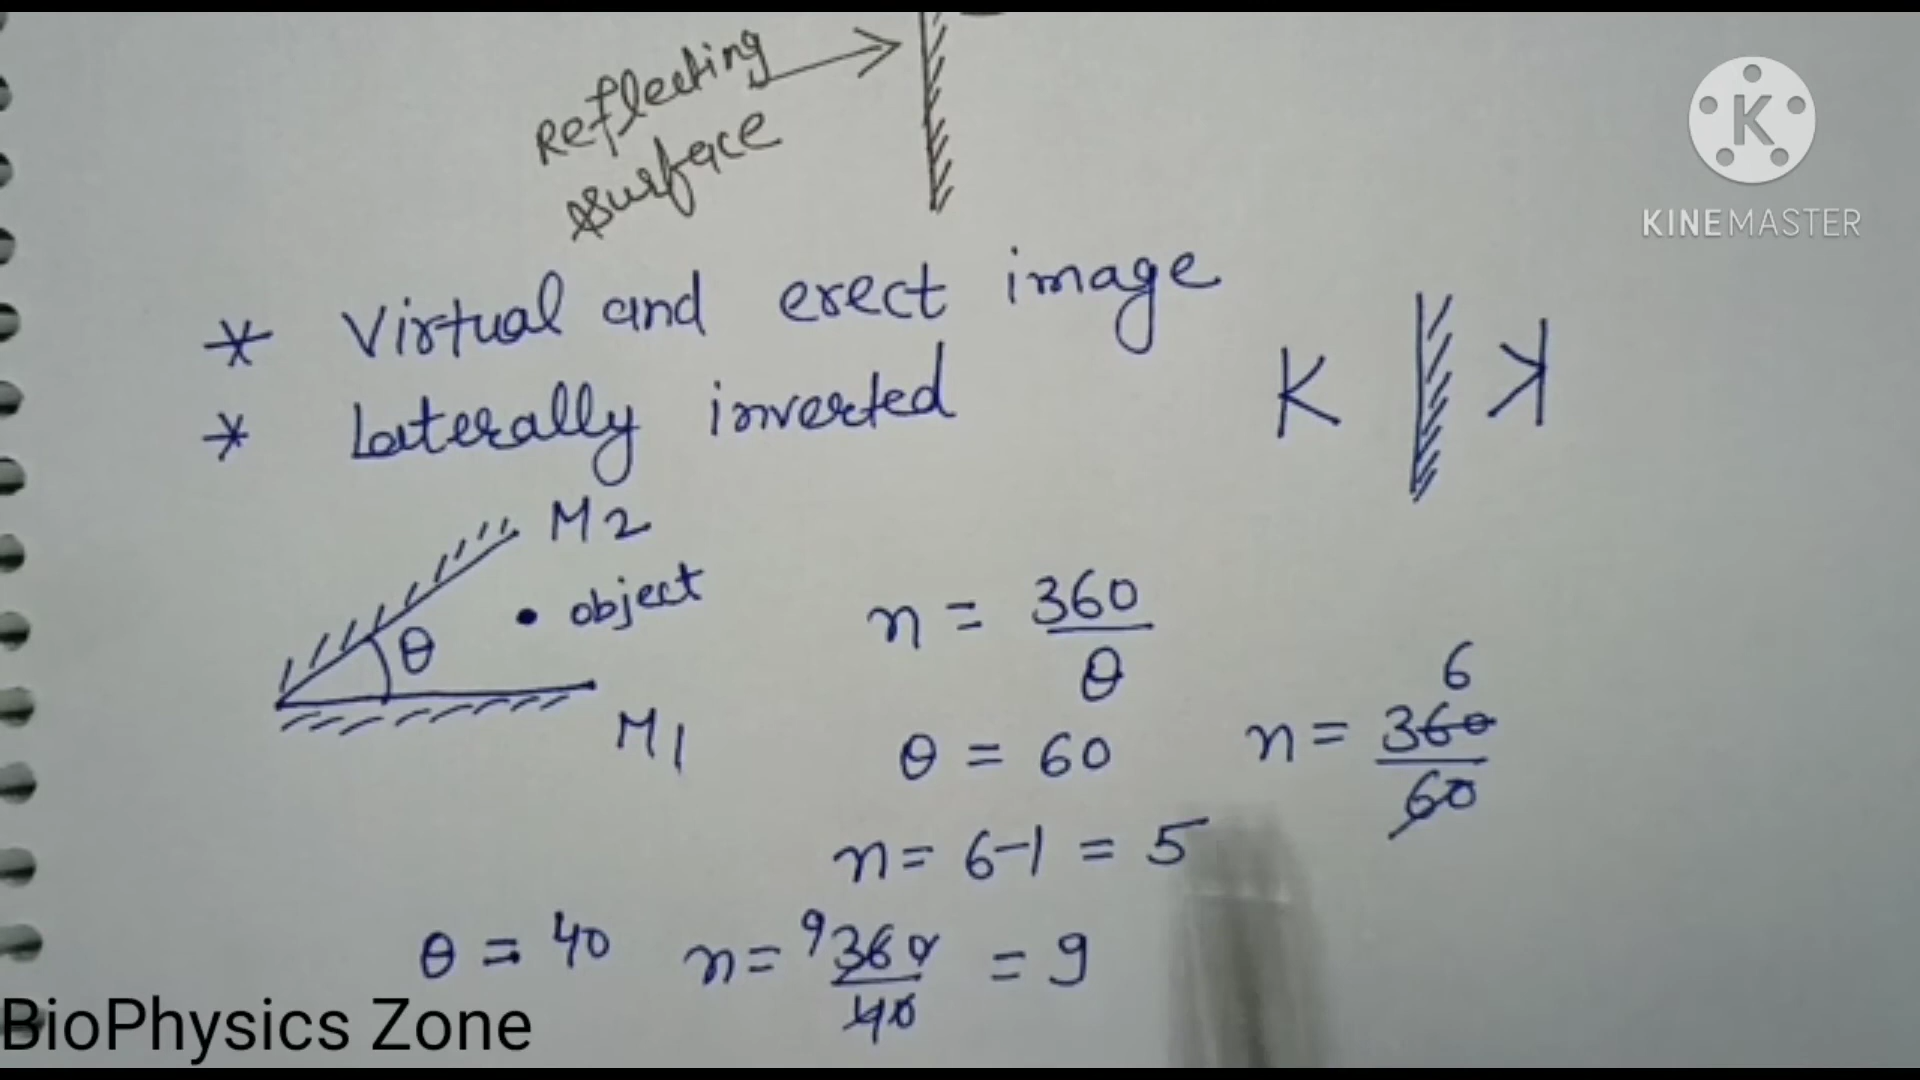 Reflecting
surface
K
KINEMASTER
* Virtual and erect image
* Laterally inverted
K K
M2
• object
θ
M1
n = 360/θ
θ = 60 n = 360/60 6
n = 6-1 = 5
θ = 40 n = 9 360/40 = 9
BioPhysics Zone